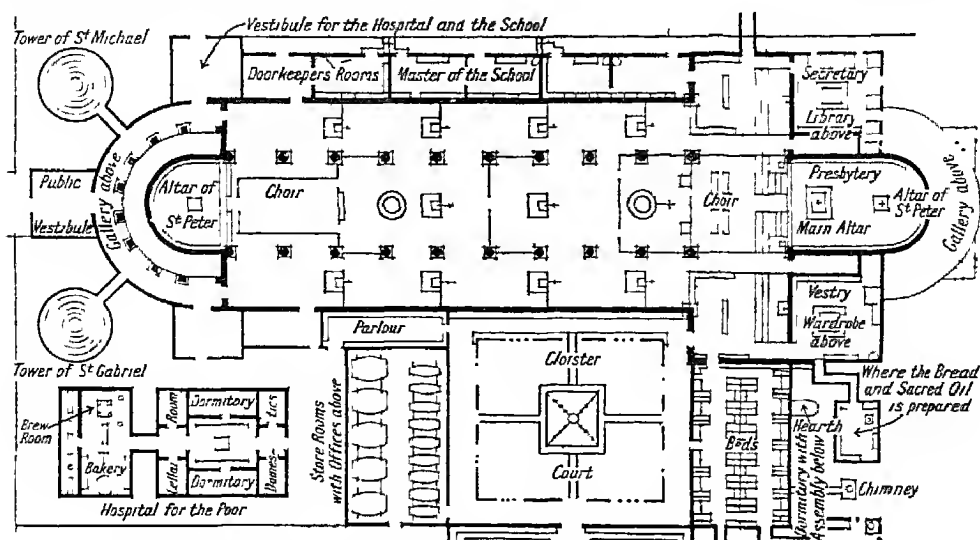 Vestibule for the Hospital and the School
Tower of St Michael
Doorkeepers Rooms
Master of the School
Secretary
Library
above
Public
Vestibule
Gallery above
Altar of
St Peter
Choir
Choir
Presbytery
Altar of
St Peter
Main Altar
Gallery above
Vestry
Wardrobe
above
Parlour
Tower of St Gabriel
Cloister
Court
Where the Bread
and Sacred Oil
is prepared
Brew
Room
Bakery
Room
Dormitory
tics
Cellar
Dormitory
Domes-
Hospital for the Poor
Store Rooms
with Offices above
Beds
Hearth
Dormitory with
Assembly below
Chimney